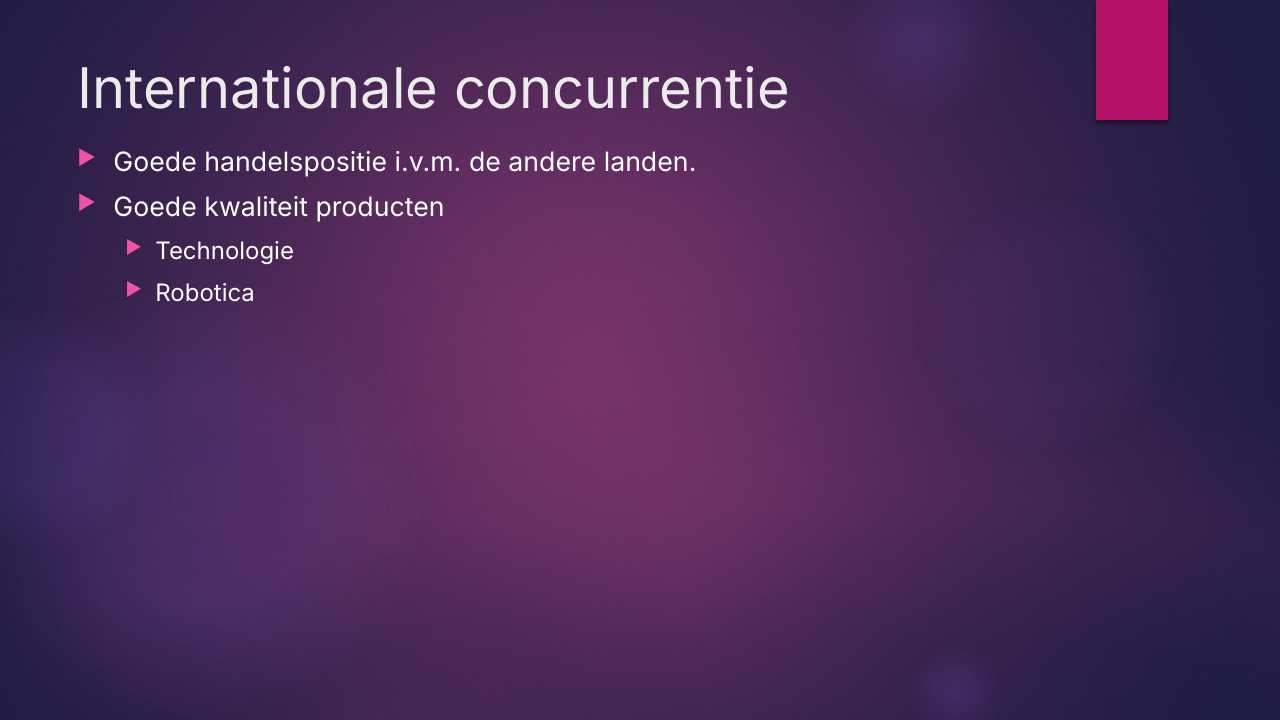 Internationale concurrentie
Goede handelspositie i.v.m. de andere landen.
Goede kwaliteit producten
Technologie
Robotica